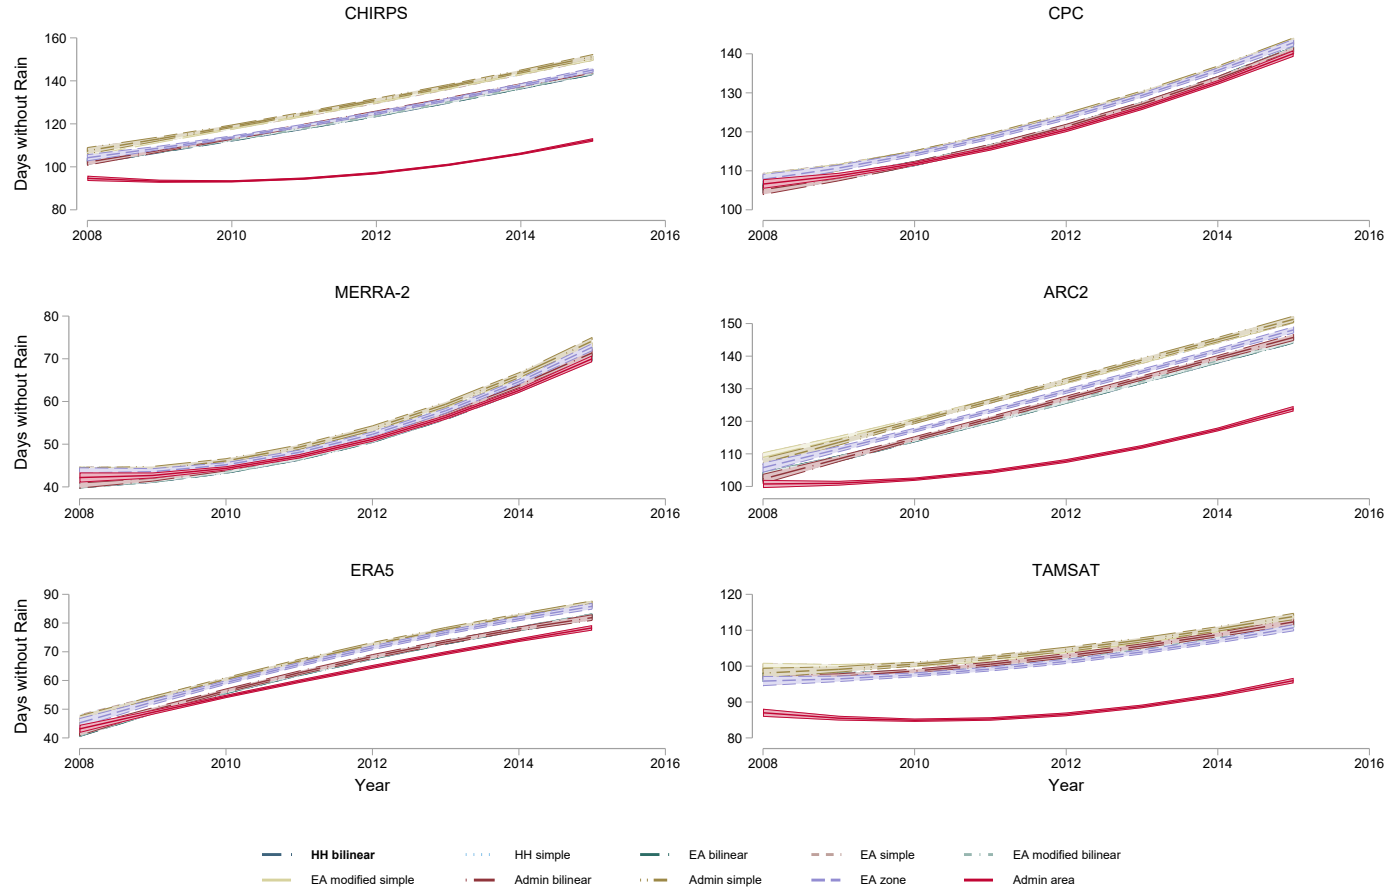 CHIRPS
CPC
Days without Rain
160
140
120
100
80
2008
2010
2012
2014
2016
140
130
120
110
100
2008
2010
2012
2014
2016
MERRA-2
ARC2
Days without Rain
80
70
60
50
40
2008
2010
2012
2014
2016
150
140
130
120
110
100
2008
2010
2012
2014
2016
ERA5
TAMSAT
Days without Rain
90
80
70
60
50
40
2008
2010
2012
2014
2016
Year
120
110
100
90
80
2008
2010
2012
2014
2016
Year
HH bilinear
HH simple
EA bilinear
EA simple
EA modified bilinear
EA modified simple
Admin bilinear
Admin simple
EA zone
Admin area